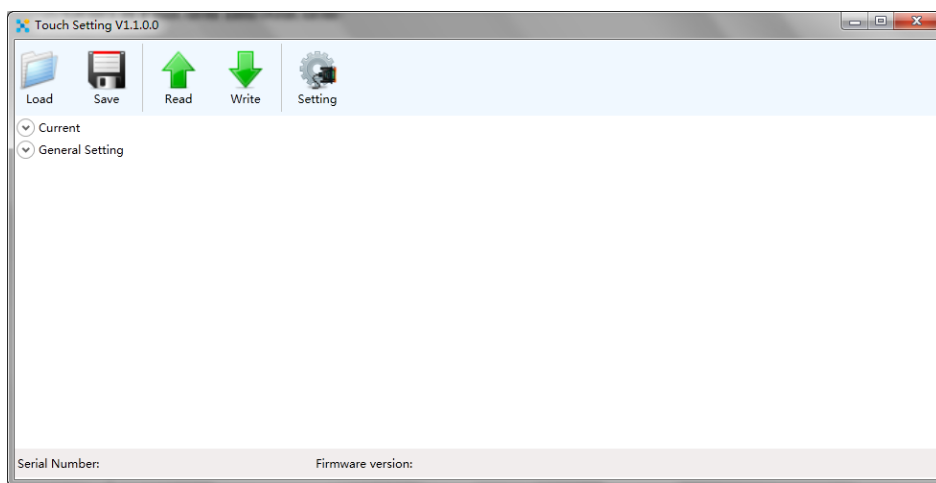 Touch Setting V1.1.0.0
Load Save Read Write Setting
Current
General Setting
Serial Number: Firmware version: